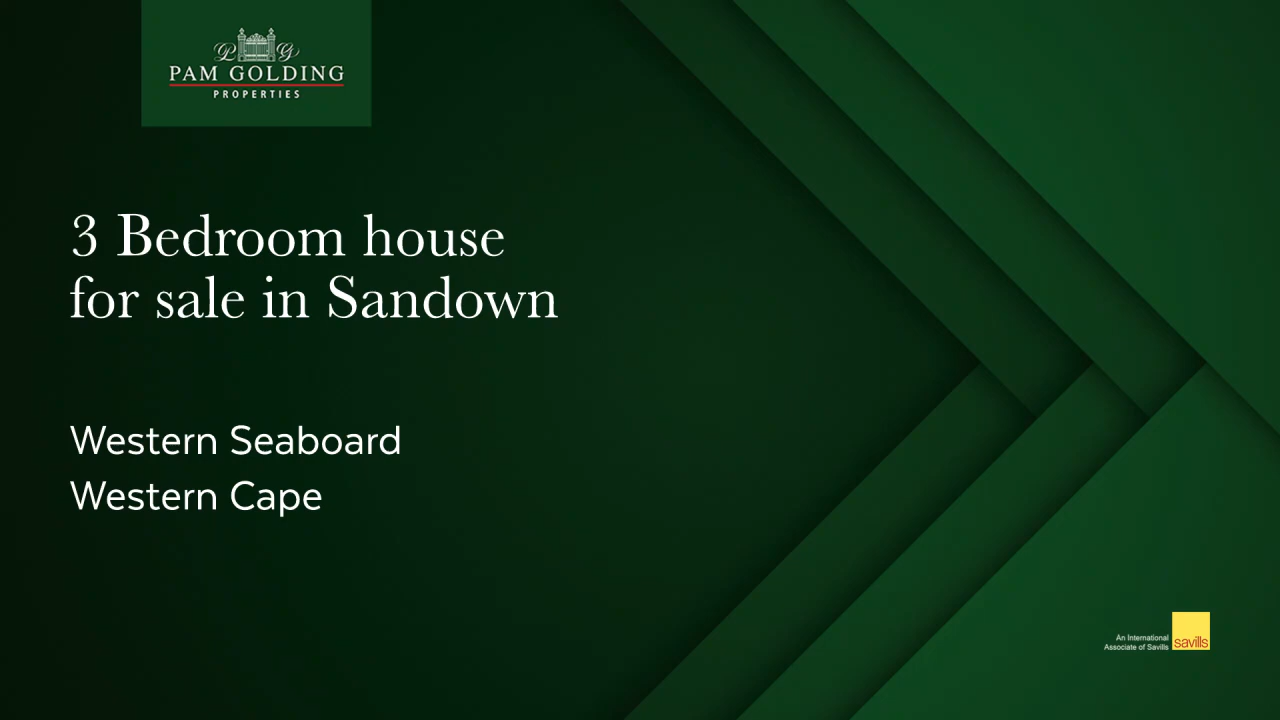 P G
PAM GOLDING
PROPERTIES
3 Bedroom house
for sale in Sandown
Western Seaboard
Western Cape
An International
Associate of Savills
savills